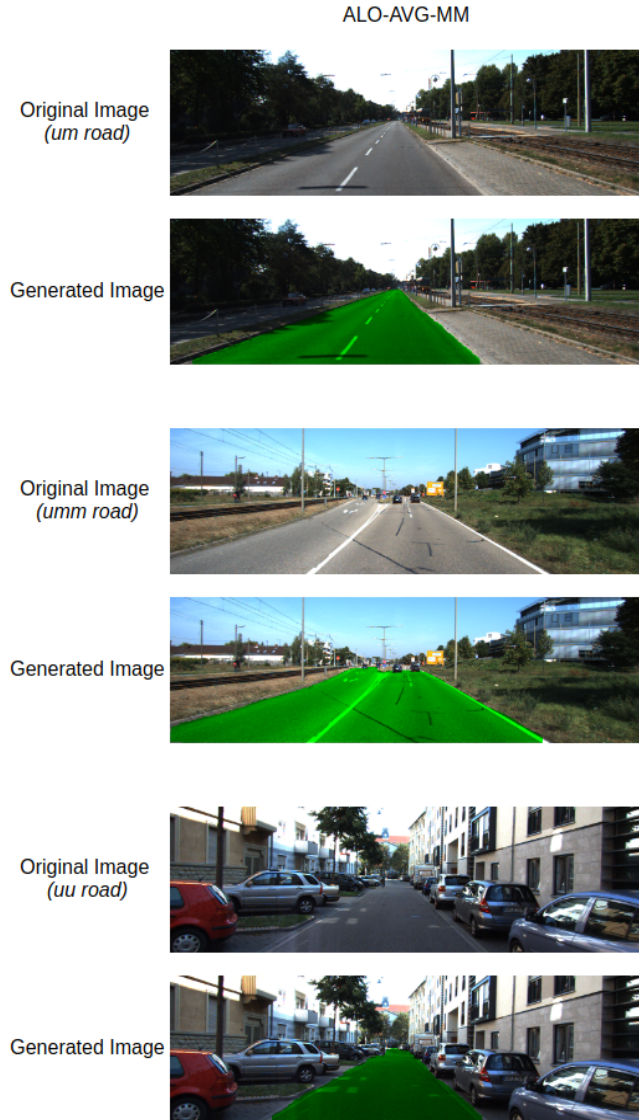 ALO-AVG-MM
Original Image
(um road)
Generated Image
Original Image
(umm road)
Generated Image
Original Image
(uu road)
Generated Image